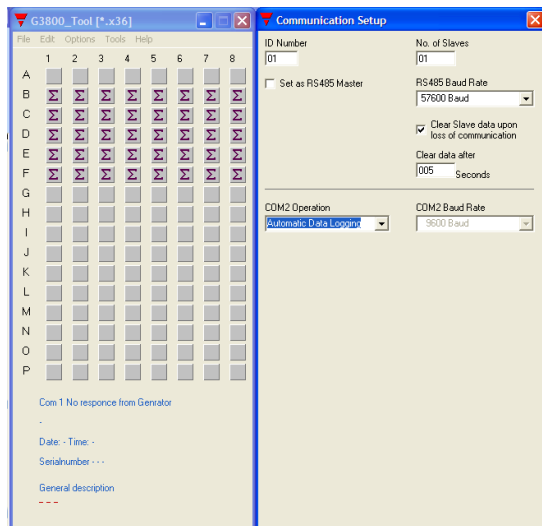 G3800_Tool [*.x36]
File Edit Options Tools Help
1 2 3 4 5 6 7 8
A
B Σ Σ Σ Σ Σ Σ Σ Σ
C Σ Σ Σ Σ Σ Σ Σ Σ
D Σ Σ Σ Σ Σ Σ Σ Σ
E Σ Σ Σ Σ Σ Σ Σ Σ
F Σ Σ Σ Σ Σ Σ Σ Σ
G
H
I
J
K
L
M
N
O
P
Com 1 No responce from Genrator
-
Date: - Time: -
Serialnumber - - -
General description
- - -
Communication Setup
ID Number
01
No. of Slaves
01
Set as RS485 Master
RS485 Baud Rate
57600 Baud
Clear Slave data upon
loss of communication
Clear data after
005 Seconds
COM2 Operation
Automatic Data Logging
COM2 Baud Rate
9600 Baud